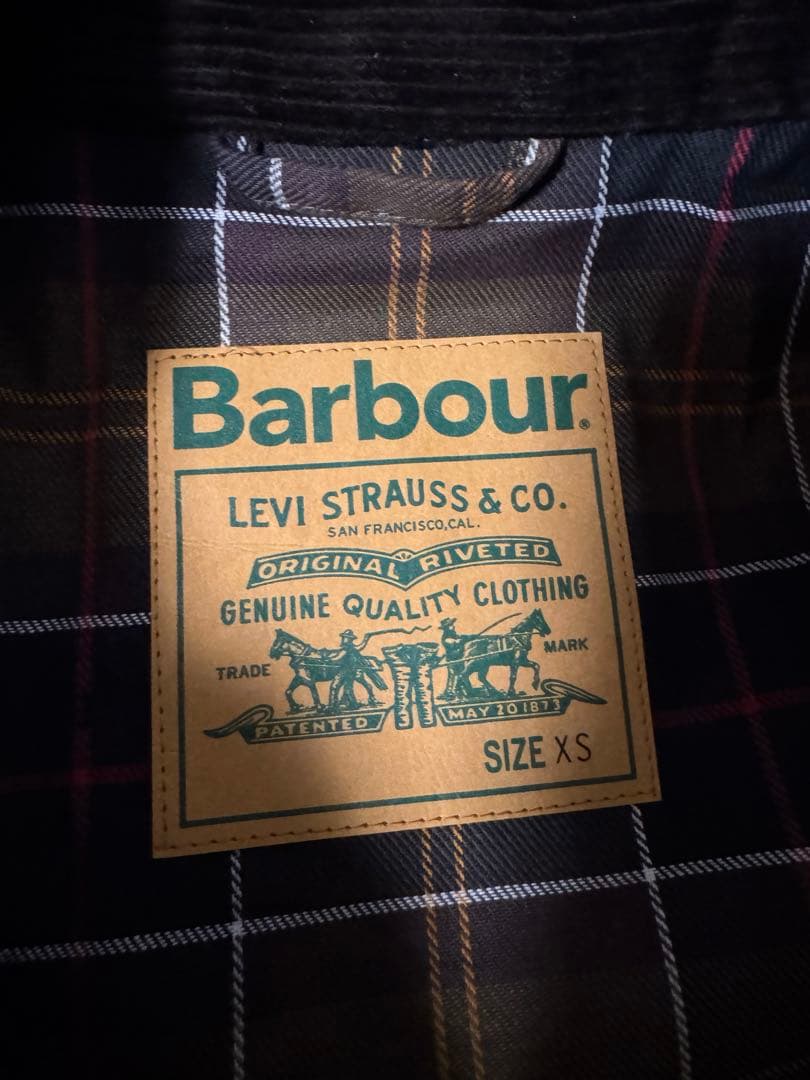 Barbour®
LEVI STRAUSS & CO.
SAN FRANCISCO, CAL.
ORIGINAL RIVETED
GENUINE QUALITY CLOTHING
TRADE MARK
PATENTED MAY 20 1873
SIZE XS